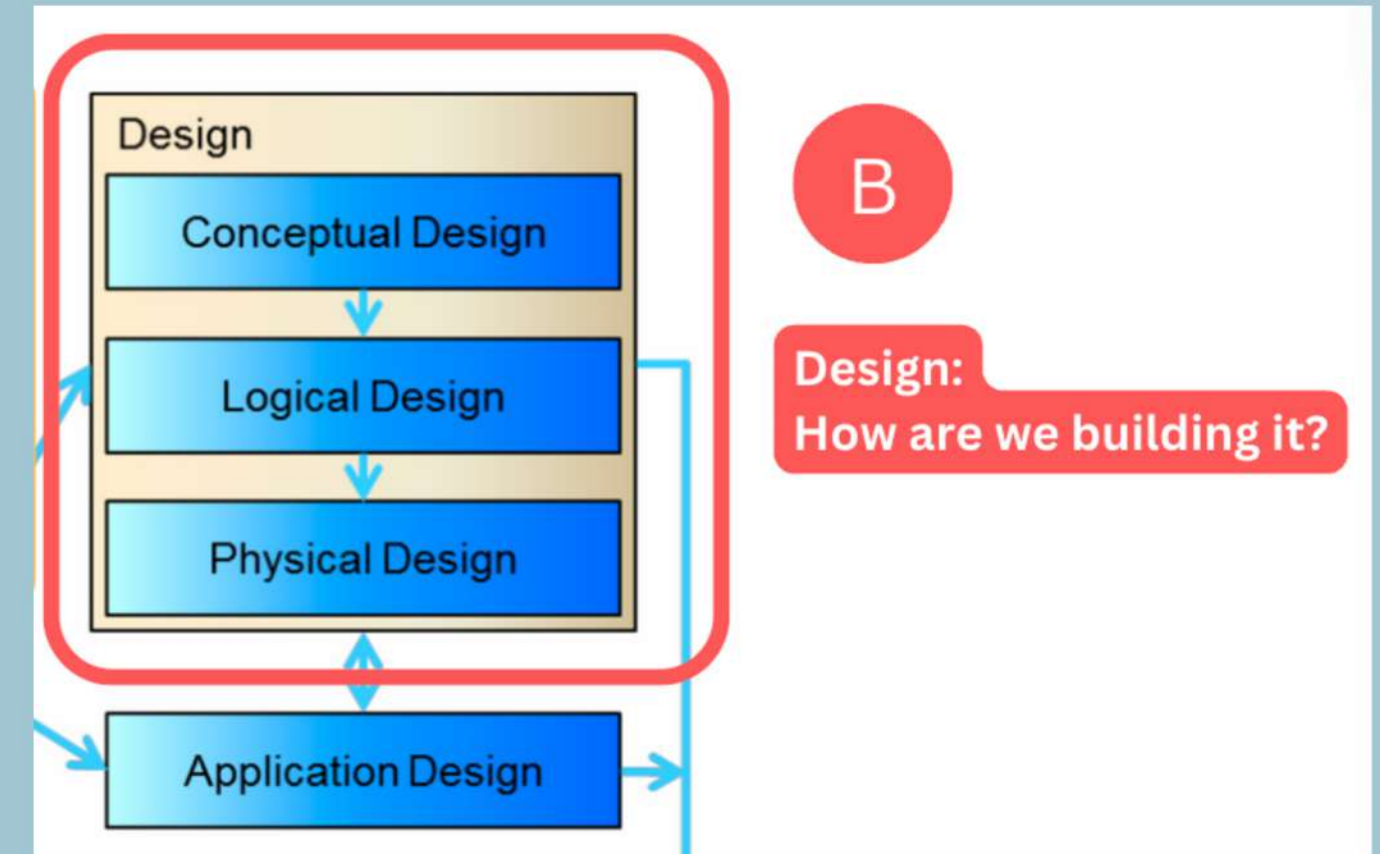 Design
Conceptual Design
Logical Design
Physical Design
Application Design
B
Design:
How are we building it?